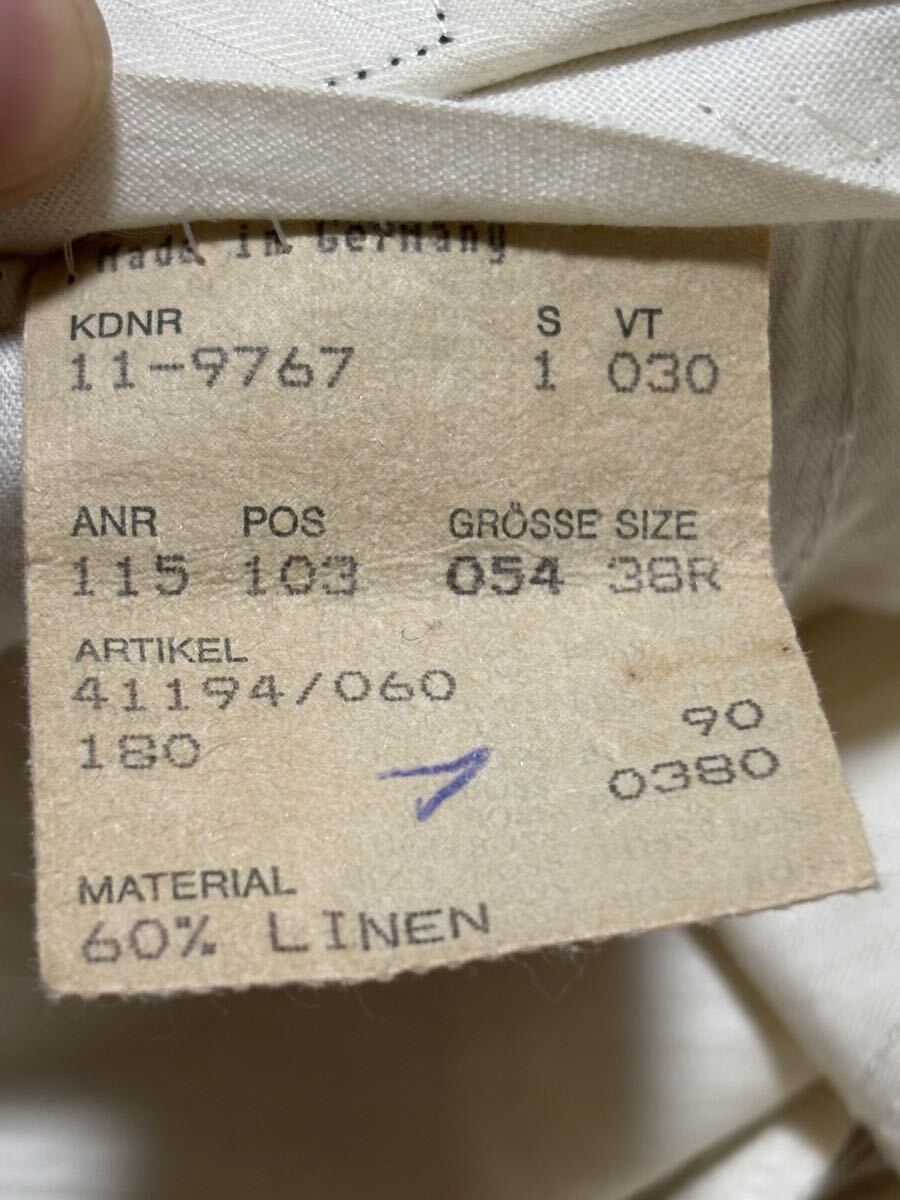 Made in Germany
KDNR S VT
11-9767 1 030
ANR POS GRÖSSE SIZE
115 103 054 38R
ARTIKEL
41194/060
180 90
0380
MATERIAL
60% LINEN